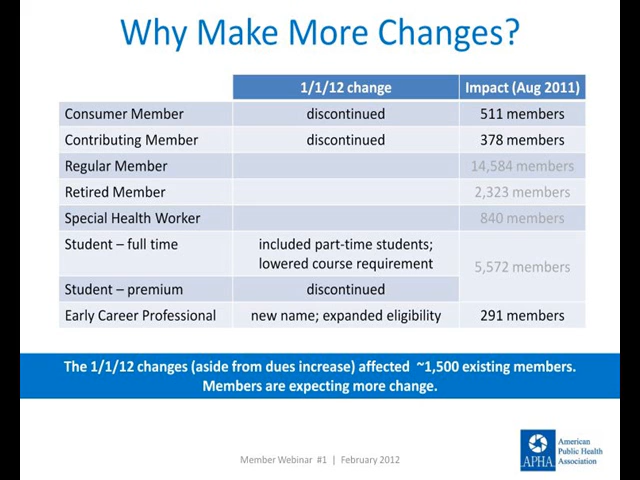 Why Make More Changes?
1/1/12 change Impact (Aug 2011)
Consumer Member discontinued 511 members
Contributing Member discontinued 378 members
Regular Member 14,584 members
Retired Member 2,323 members
Special Health Worker 840 members
Student – full time included part-time students;
lowered course requirement
5,572 members
Student – premium discontinued
Early Career Professional new name; expanded eligibility 291 members
The 1/1/12 changes (aside from dues increase) affected ~1,500 existing members.
Members are expecting more change.
Member Webinar #1 | February 2012
APHA
American
Public Health
Association